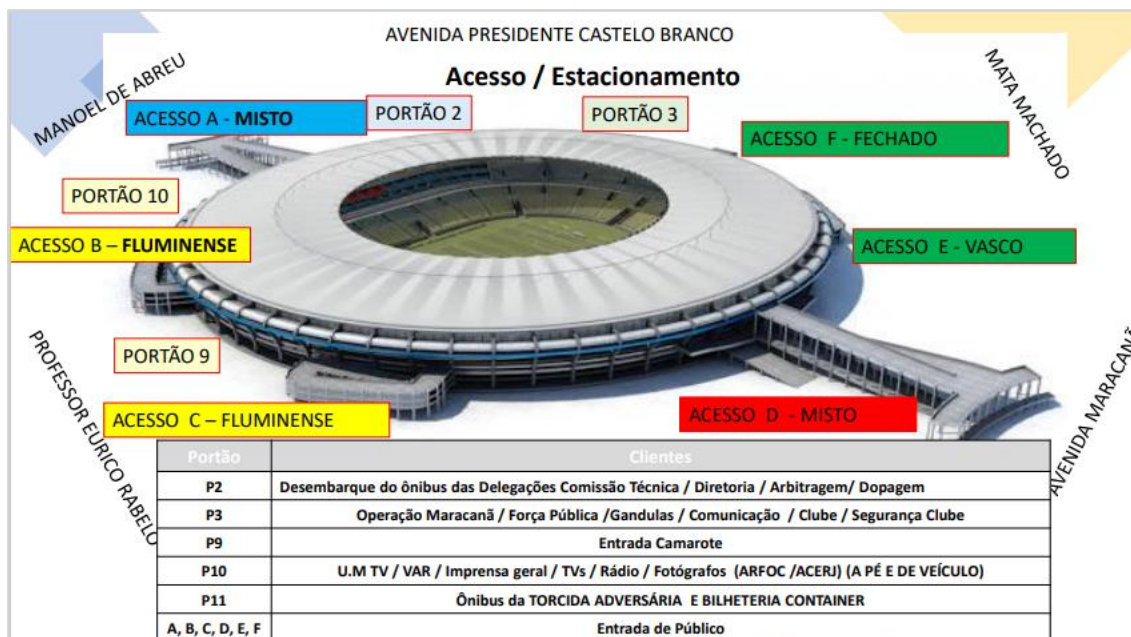 AVENIDA PRESIDENTE CASTELO BRANCO
Acesso / Estacionamento
MANOEL DE ABREU
MATA MACHADO
ACESSO A - MISTO
PORTÃO 2
PORTÃO 3
ACESSO F - FECHADO
PORTÃO 10
ACESSO B – FLUMINENSE
ACESSO E - VASCO
PORTÃO 9
PROFESSOR EURICO RABELO
AVENIDA MARACANÃ
ACESSO C – FLUMINENSE
ACESSO D - MISTO
Portão Clientes
P2 Desembarque do ônibus das Delegações Comissão Técnica / Diretoria / Arbitragem/ Dopagem
P3 Operação Maracanã / Força Pública /Gandulas / Comunicação / Clube / Segurança Clube
P9 Entrada Camarote
P10 U.M TV / VAR / Imprensa geral / TVs / Rádio / Fotógrafos (ARFOC /ACERJ) (A PÉ E DE VEÍCULO)
P11 Ônibus da TORCIDA ADVERSÁRIA E BILHETERIA CONTAINER
A, B, C, D, E, F Entrada de Público